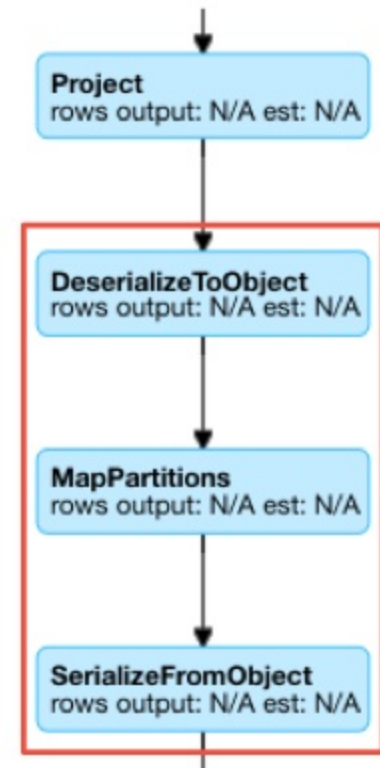 Project
rows output: N/A est: N/A
DeserializeToObject
rows output: N/A est: N/A
MapPartitions
rows output: N/A est: N/A
SerializeFromObject
rows output: N/A est: N/A